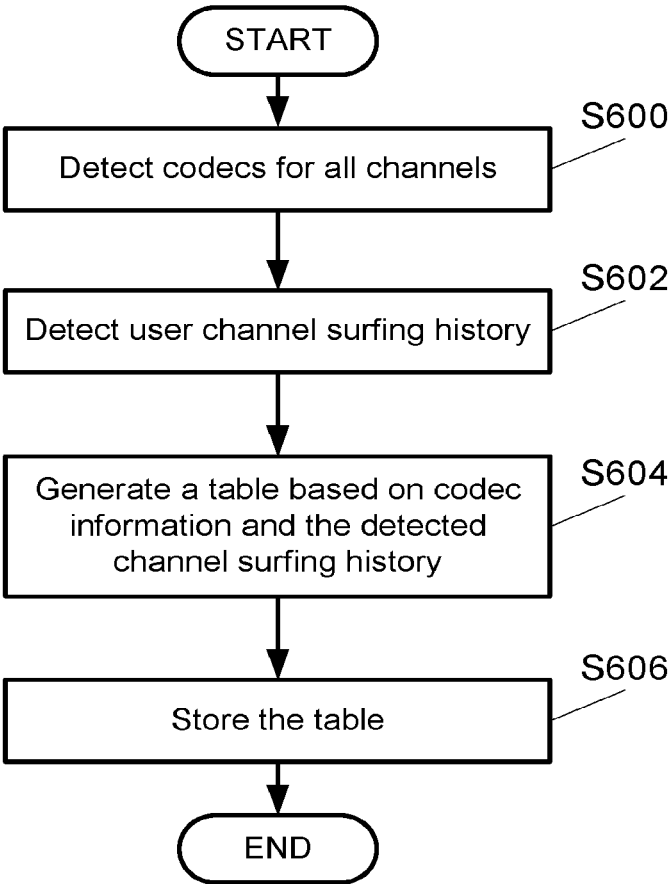 START
S600
Detect codecs for all channels
S602
Detect user channel surfing history
S604
Generate a table based on codec
information and the detected
channel surfing history
S606
Store the table
END